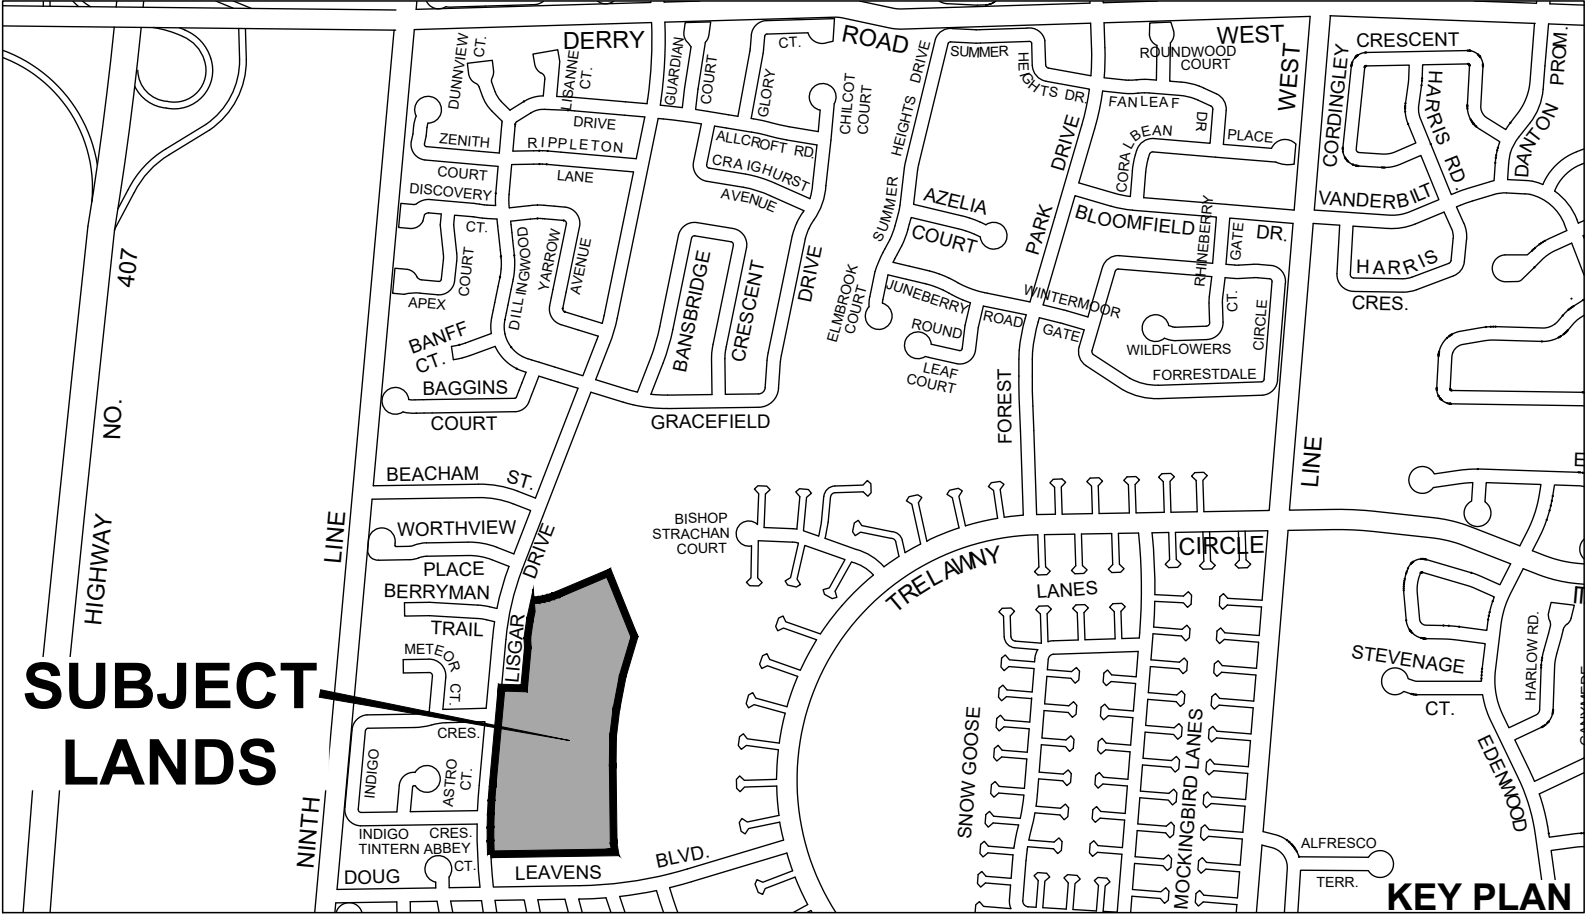 DERRY ROAD WEST
DUNNVIEW CT.
LISANNE CT.
GUARDIAN COURT
CT.
GLORY
CHILCOT COURT
SUMMER HEIGHTS DRIVE
SUMMER HEIGHTS DR.
ROUNDWOOD COURT
WEST
CORDINGLEY CRESCENT
HARRIS RD.
DANTON PROM.
DRIVE
ZENITH
RIPPLETON
COURT
LANE
DISCOVERY
CT.
ALLCROFT RD.
CRAIGHURST
AVENUE
FANLEAF DR
CORALBEAN PLACE
VANDERBILT
AZELIA
COURT
PARK DRIVE
BLOOMFIELD DR.
RHINEBERRY
GATE
HARRIS
CRES.
407
COURT
APEX
DILLINGWOOD
YARROW
AVENUE
BANSBRIDGE
CRESCENT
DRIVE
SUMMER
ELMBROOK COURT
JUNEBERRY
ROAD
ROUND
LEAF
COURT
WINTERMOOR
GATE
WILDFLOWERS
CT.
CIRCLE
FORRESTDALE
BANFF
CT.
BAGGINS
COURT
GRACEFIELD
FOREST
NO.
BEACHAM ST.
LINE
LINE
HIGHWAY
WORTHVIEW
PLACE
DRIVE
BISHOP
STRACHAN
COURT
TRELAWNY
CIRCLE
BERRYMAN
TRAIL
LISGAR
LANES
METEOR
CT.
STEVENAGE
CT.
HARLOW RD.
SUBJECT
LANDS
CRES.
INDIGO
ASTRO
CT.
SNOW GOOSE
MOCKINGBIRD LANES
EDENWOOD
NINTH
INDIGO CRES.
TINTERN ABBEY
CT.
DOUG
LEAVENS
BLVD.
ALFRESCO
TERR.
KEY PLAN